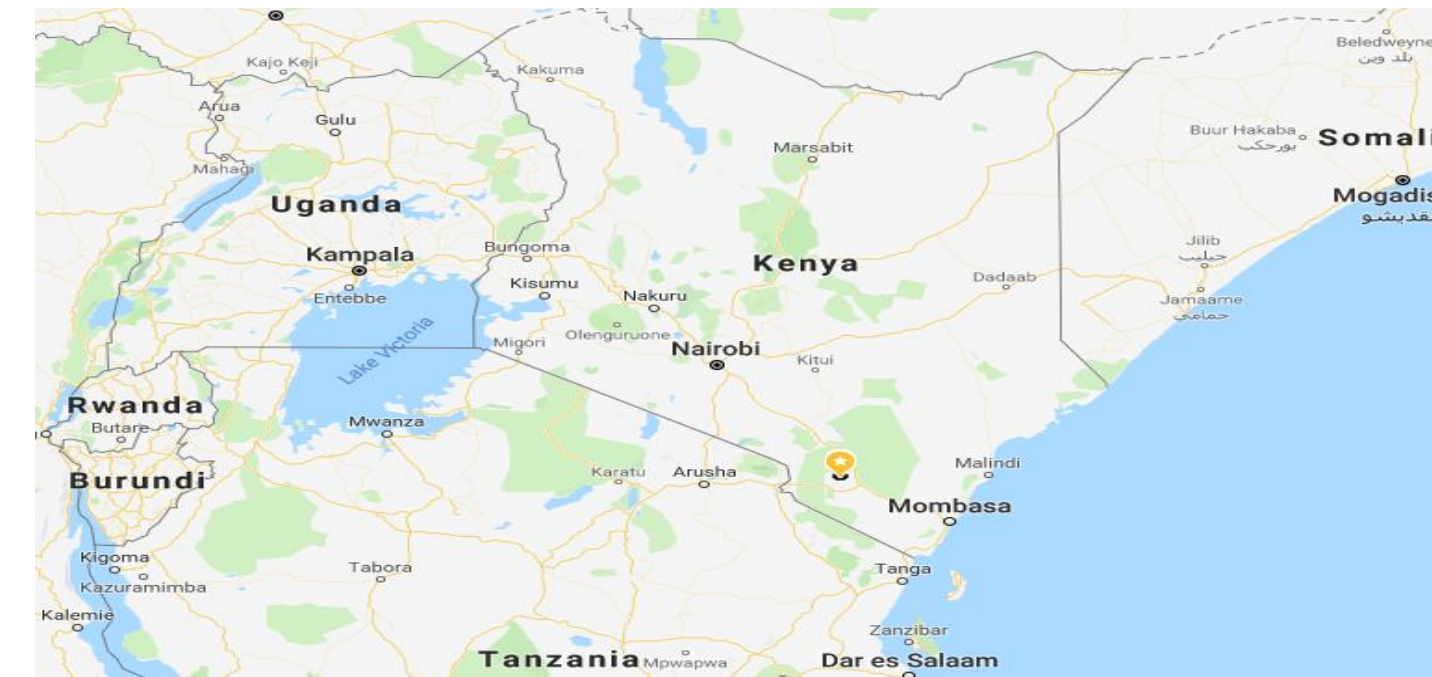 Beledweyne
بلد وين
Kajo Keji
Kakuma
Arua
Gulu
Buur Hakaba
بورحكب
Somali
Marsabit
Mahagi
Mogadis
مقديشو
Uganda
Kampala
Bungoma
Jilib
جيليب
Kenya
Kisumu
Dadaab
Entebbe
Nakuru
Jamaame
جمامي
Lake Victoria
Olenguruone
Migori
Nairobi
Kitui
Rwanda
Butare
Mwanza
Malindi
Karatu
Arusha
Burundi
Mombasa
Kigoma
Tabora
Tanga
Kazuramimba
Kalemie
Zanzibar
Tanzania
Mpwapwa
Dar es Salaam